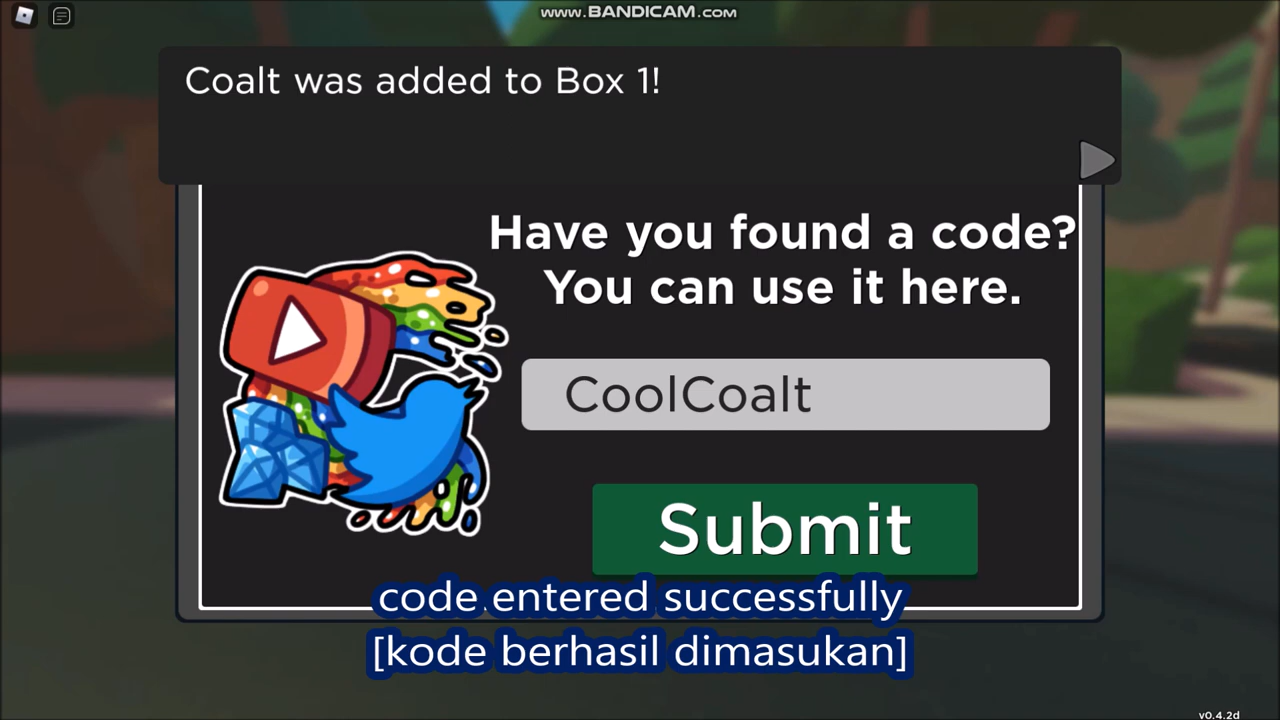 www.BANDICAM.com
Coalt was added to Box 1!
Have you found a code?
You can use it here.
CoolCoalt
Submit
code entered successfully
[kode berhasil dimasukan]
v0.4.2d